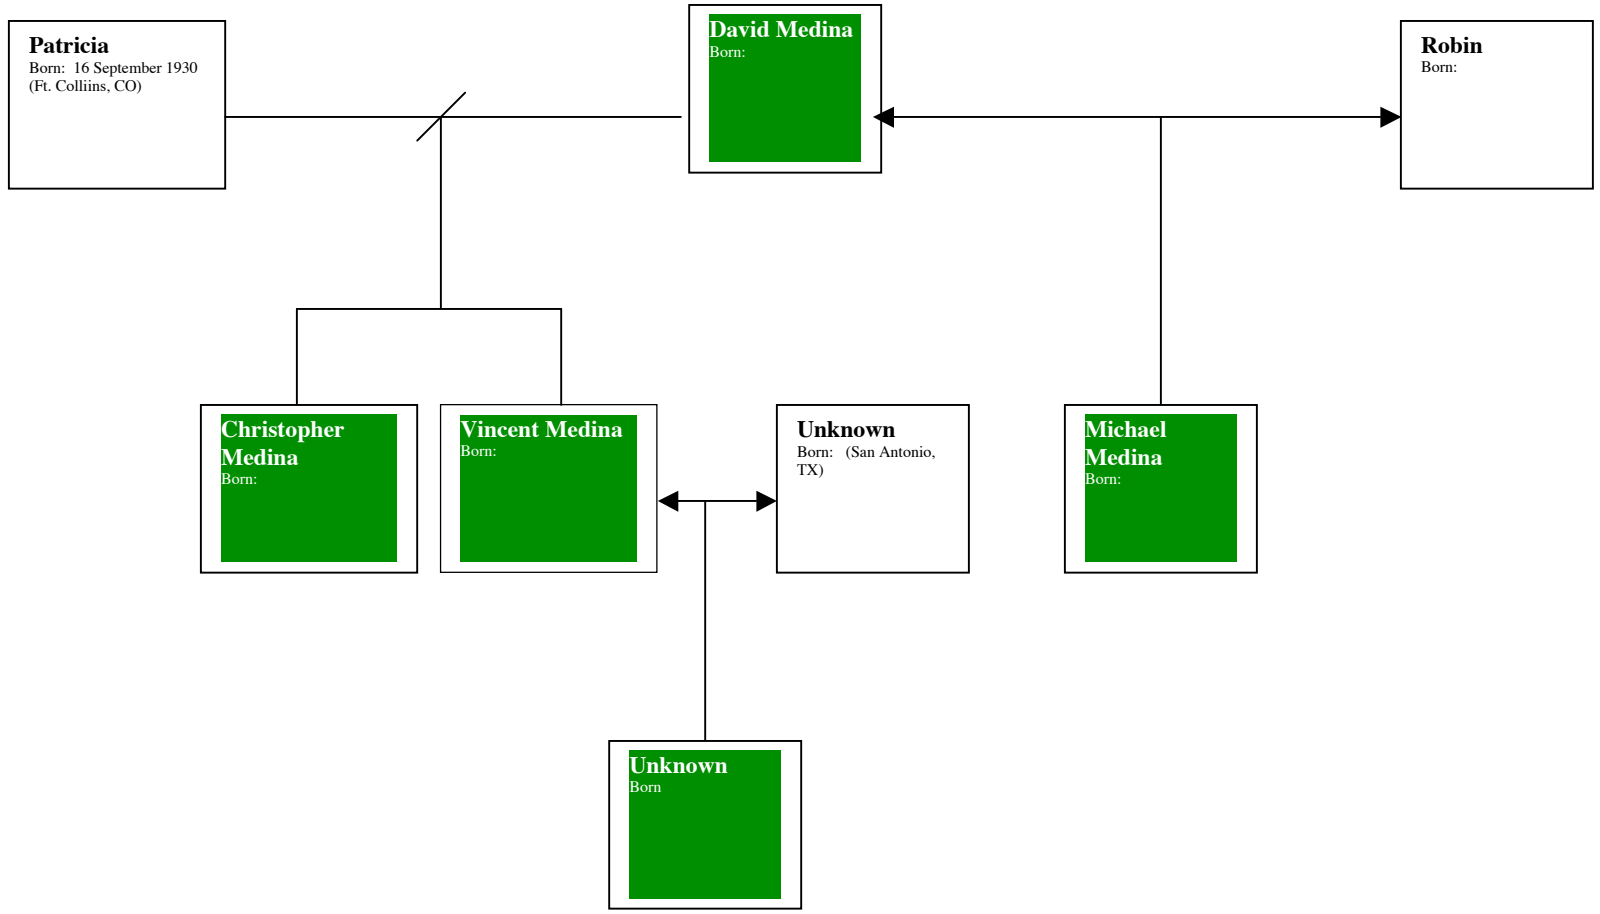 Patricia
Born:  16 September 1930
(Ft. Colliins, CO)
David Medina
Born:
Robin
Born:
Christopher
Medina
Born:
Vincent Medina
Born:
Unknown
Born:   (San Antonio,
TX)
Michael
Medina
Born:
Unknown
Born